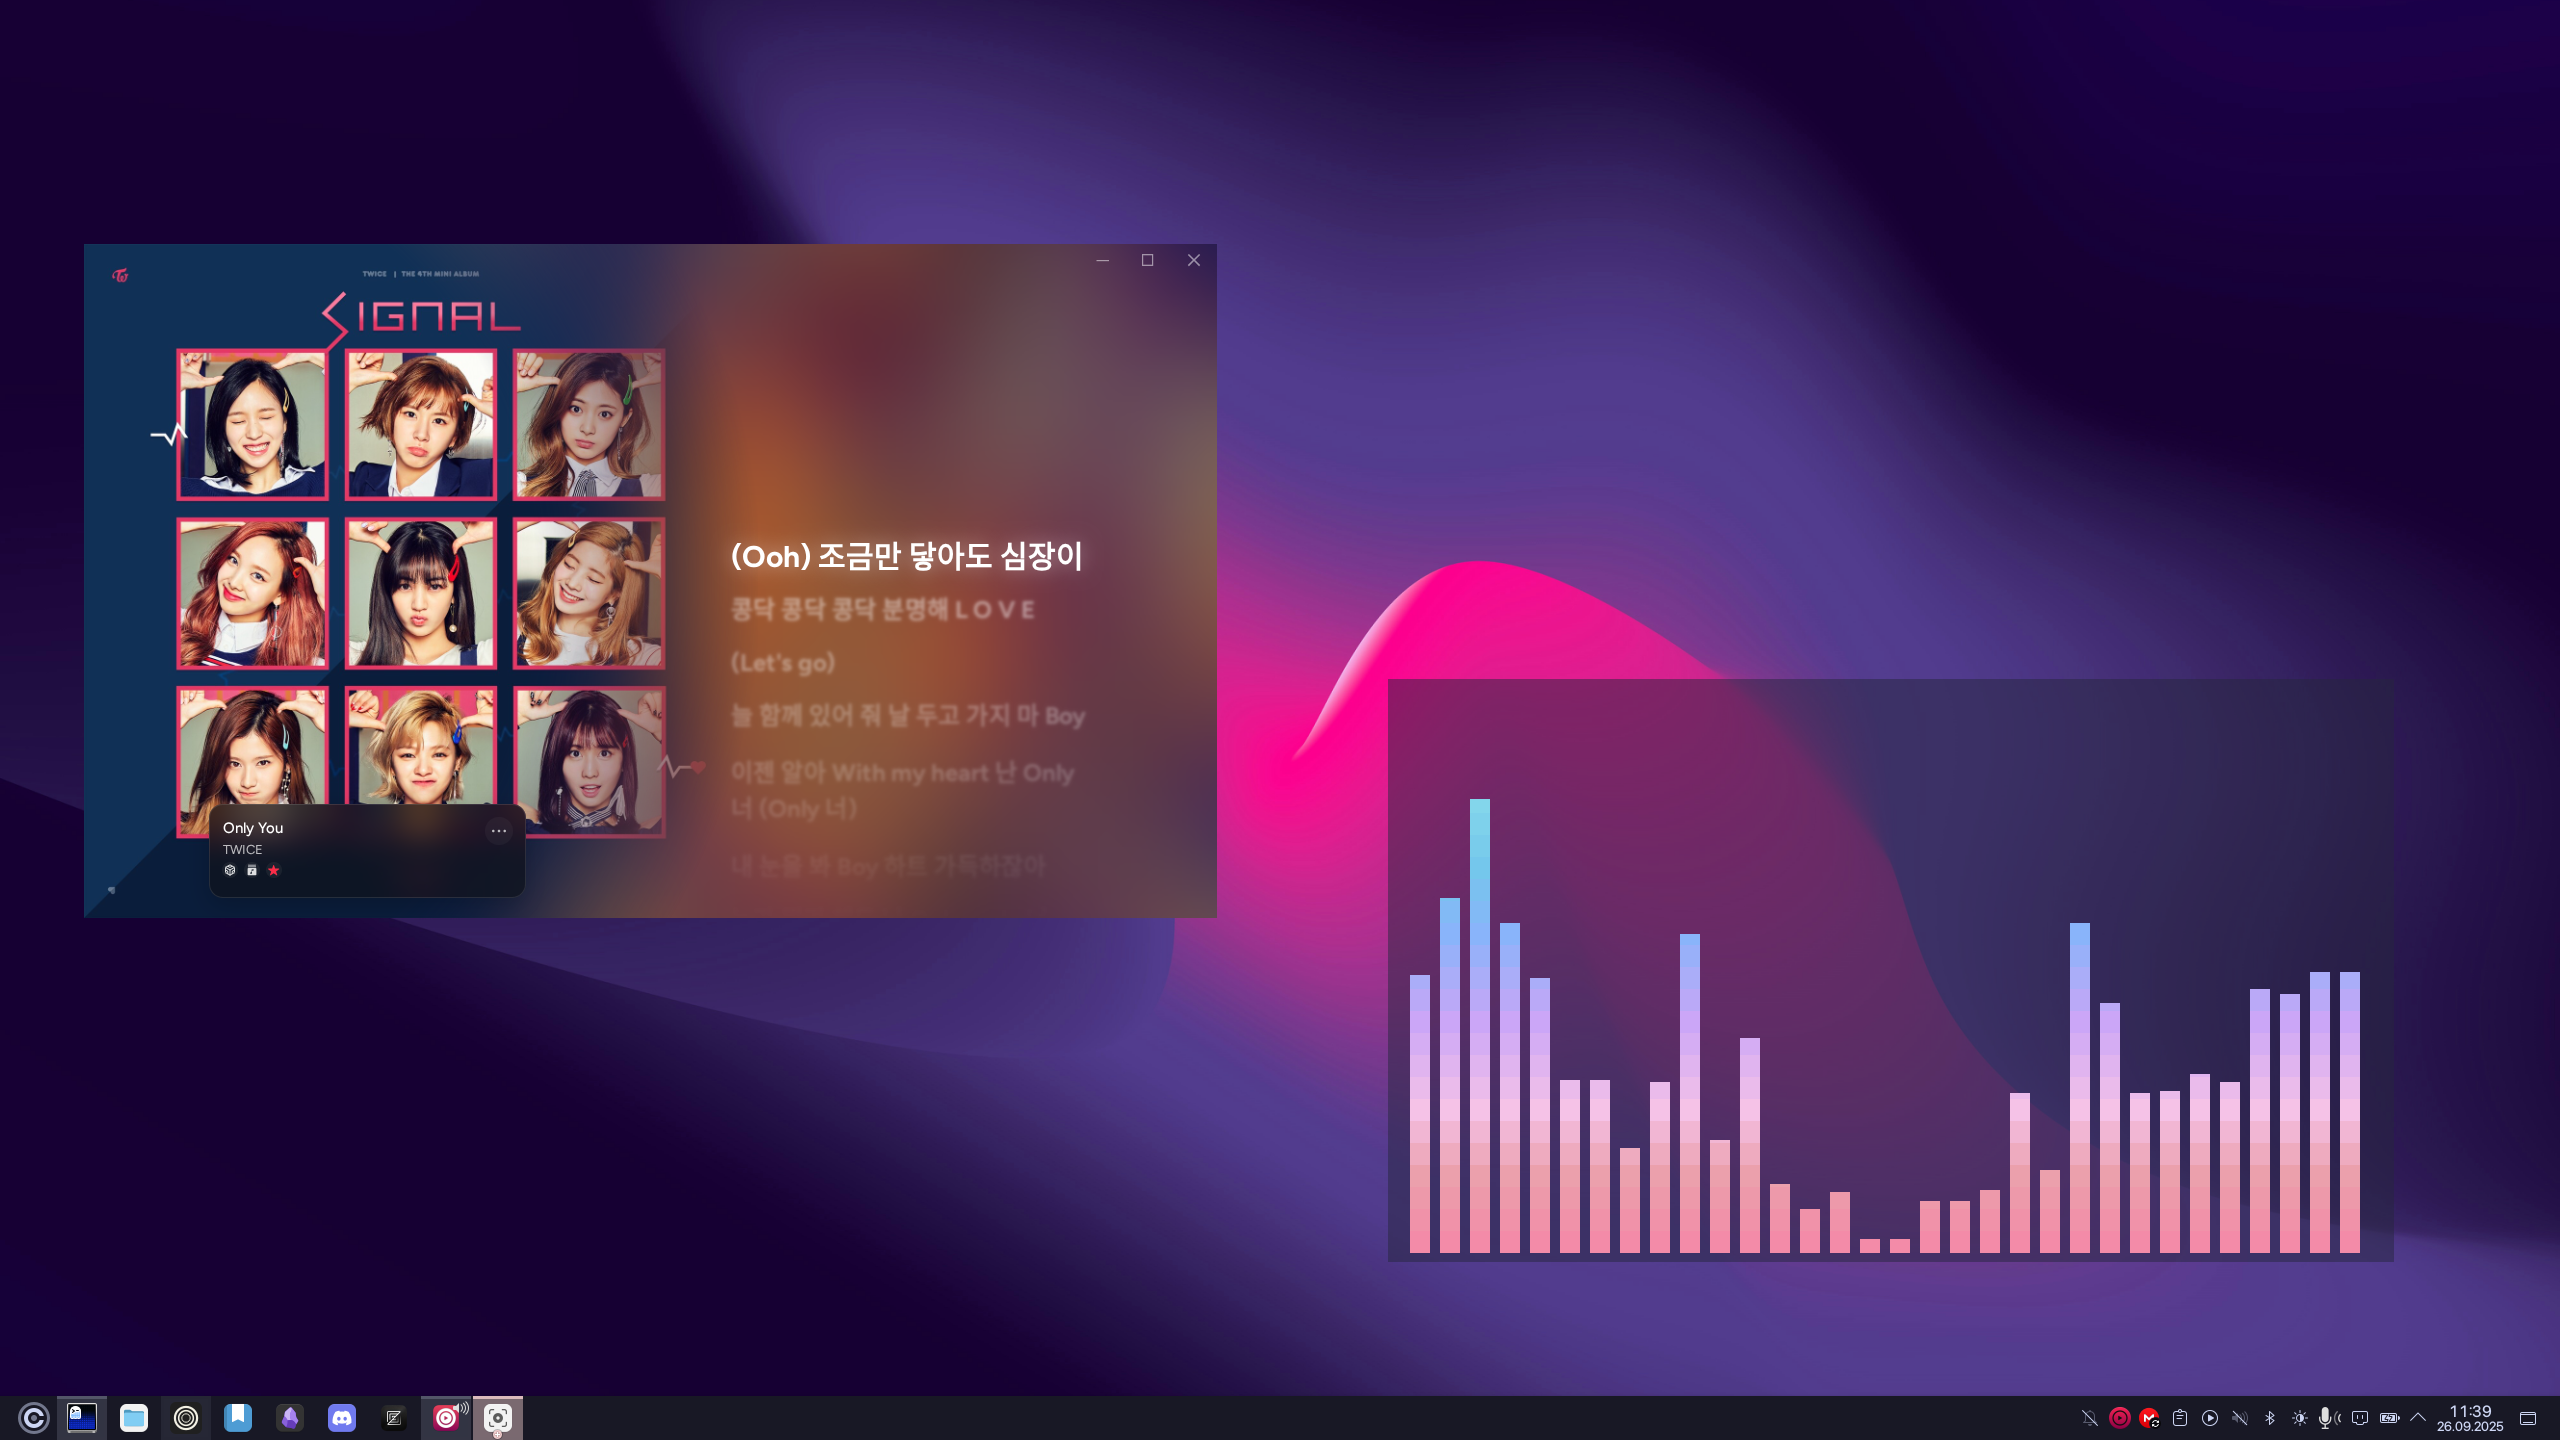 TWICE | THE 4TH MINI ALBUM
SIGNAL
(Ooh) 조금만 닿아도 심장이
콩닥 콩닥 콩닥 분명해 L O V E
(Let's go)
늘 함께 있어 줘 날 두고 가지 마 Boy
이젠 알아 With my heart 난 Only
너 (Only 너)
내 눈을 봐 Boy 하트 가득하잖아
Only You
TWICE
11:39
26.09.2025